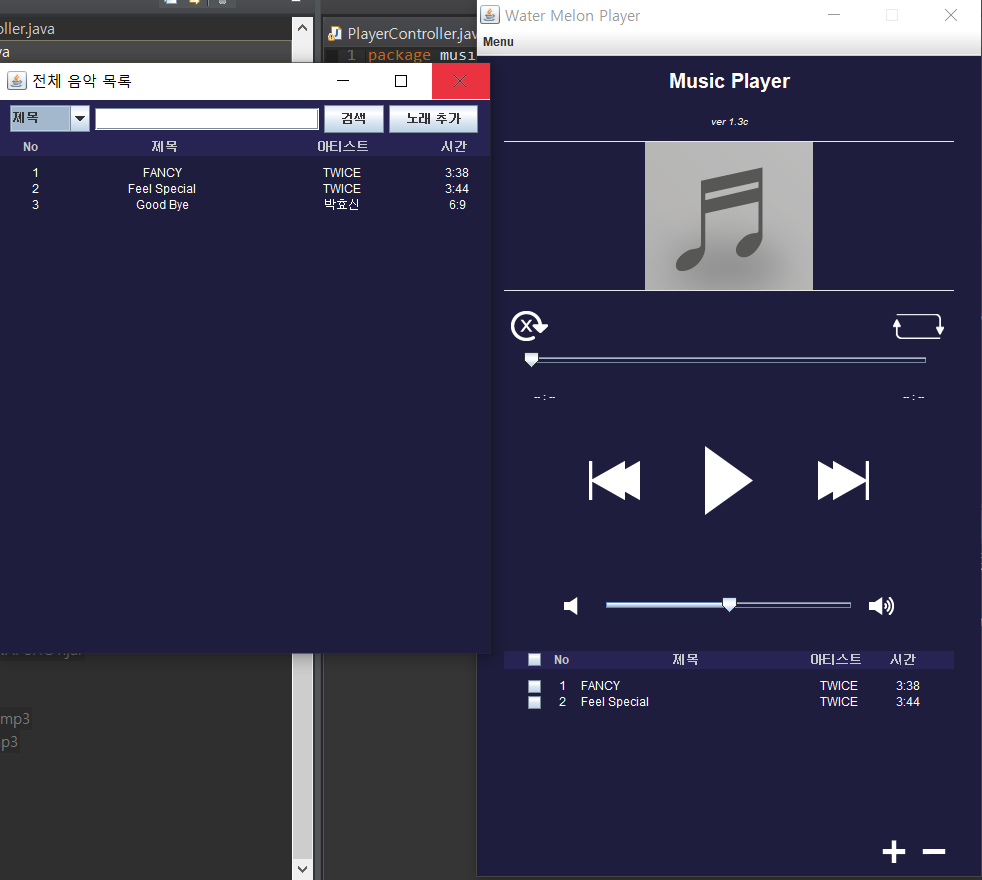 oller.java
va
PlayerController.jav
1 package musi
전체 음악 목록
제목
검색
노래 추가
No 제목 아티스트 시간
1 FANCY TWICE 3:38
2 Feel Special TWICE 3:44
3 Good Bye 박효신 6:9
mp3
p3
Water Melon Player
Menu
Music Player
ver 1.3c
X
-- : --
-- : --
No 제목 아티스트 시간
1 FANCY TWICE 3:38
2 Feel Special TWICE 3:44